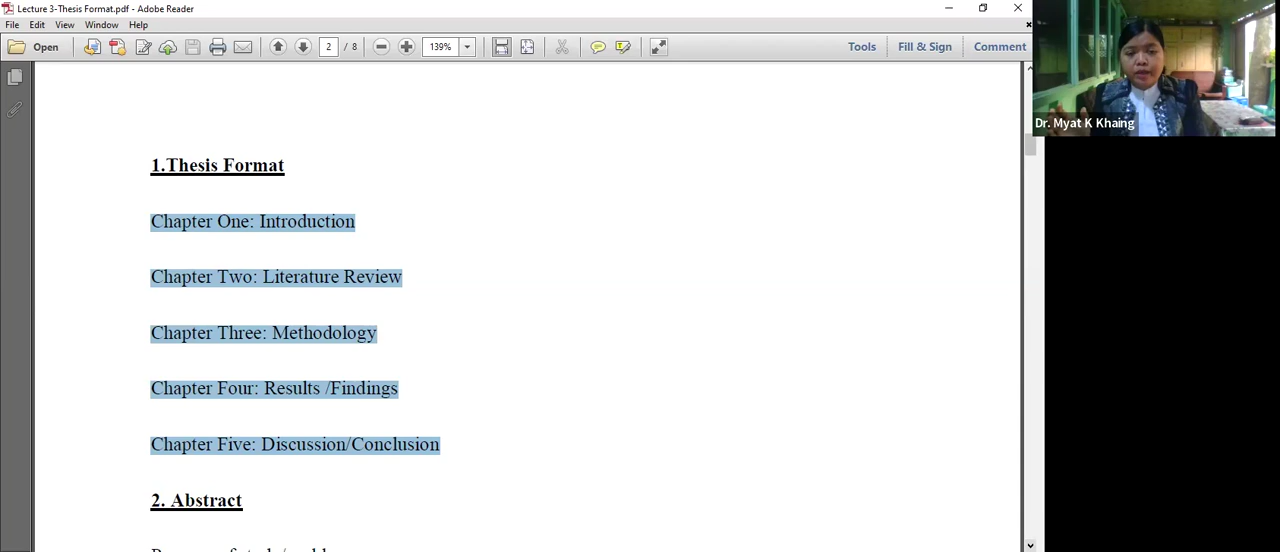 Lecture 3-Thesis Format.pdf - Adobe Reader
File Edit View Window Help
Open 2 / 8 139% Tools Fill & Sign Comment
Dr. Myat K Khaing
1.Thesis Format
Chapter One: Introduction
Chapter Two: Literature Review
Chapter Three: Methodology
Chapter Four: Results /Findings
Chapter Five: Discussion/Conclusion
2. Abstract